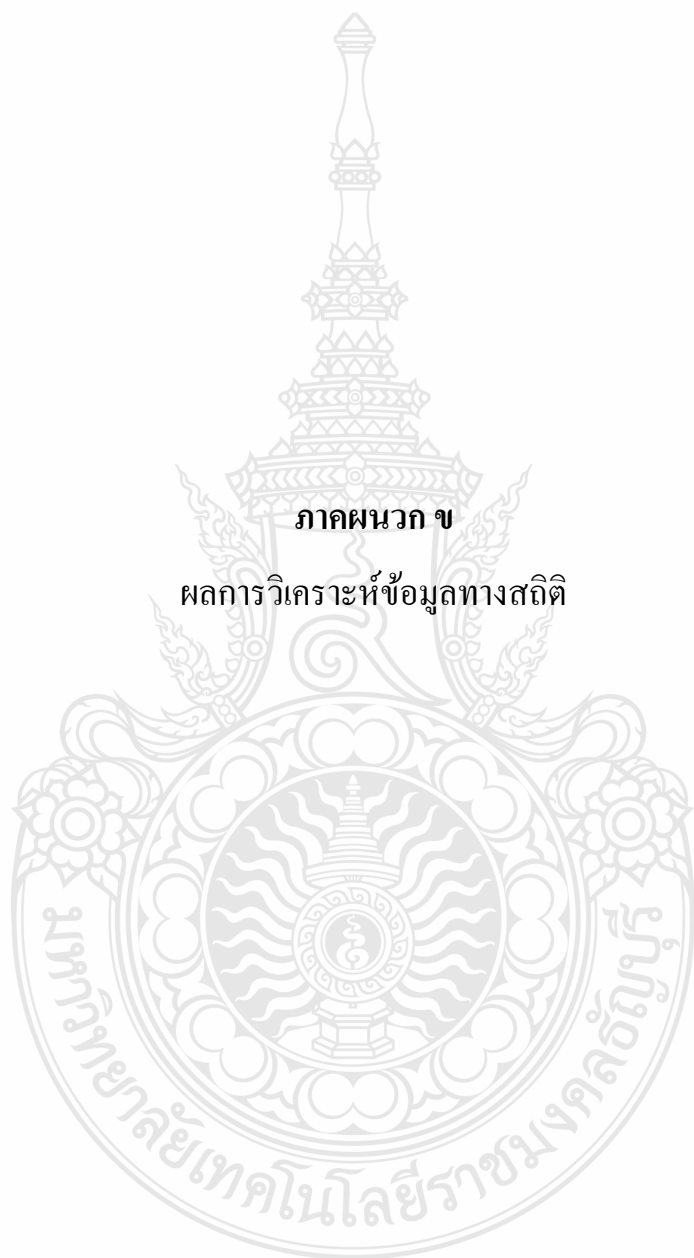 ภาคผนวก ข
ผลการวิเคราะห์ข้อมูลทางสถิติ
มหาวิทยาลัยเทคโนโลยีราชมงคลธัญบุรี